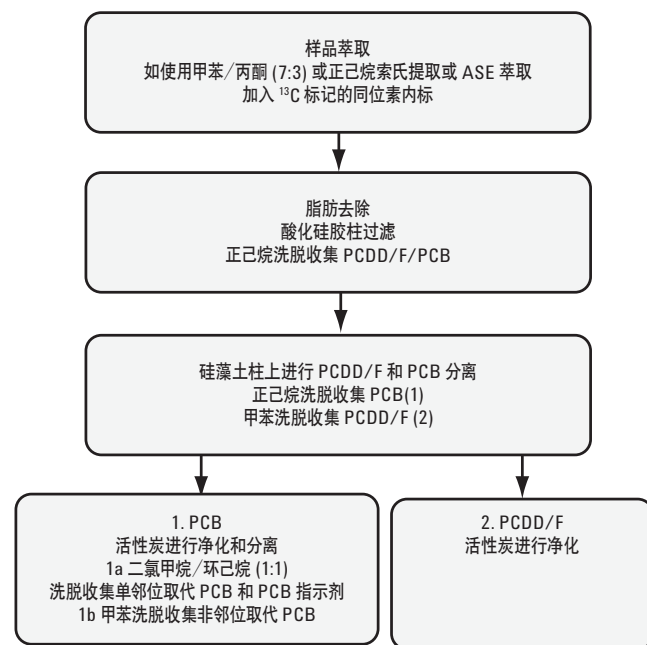 样品萃取
如使用甲苯/丙酮 (7:3) 或正己烷索氏提取或 ASE 萃取
加入 ¹³C 标记的同位素内标
脂肪去除
酸化硅胶柱过滤
正己烷洗脱收集 PCDD/F/PCB
硅藻土柱上进行 PCDD/F 和 PCB 分离
正己烷洗脱收集 PCB(1)
甲苯洗脱收集 PCDD/F (2)
1. PCB
活性炭进行净化和分离
1a 二氯甲烷/环己烷 (1:1)
洗脱收集单邻位取代 PCB 和 PCB 指示剂
1b 甲苯洗脱收集非邻位取代 PCB
2. PCDD/F
活性炭进行净化